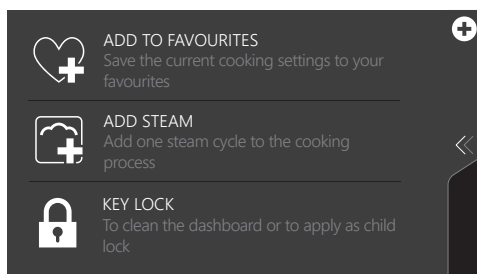 ADD TO FAVOURITES
Save the current cooking settings to your
favourites
ADD STEAM
Add one steam cycle to the cooking
process
KEY LOCK
To clean the dashboard or to apply as child
lock